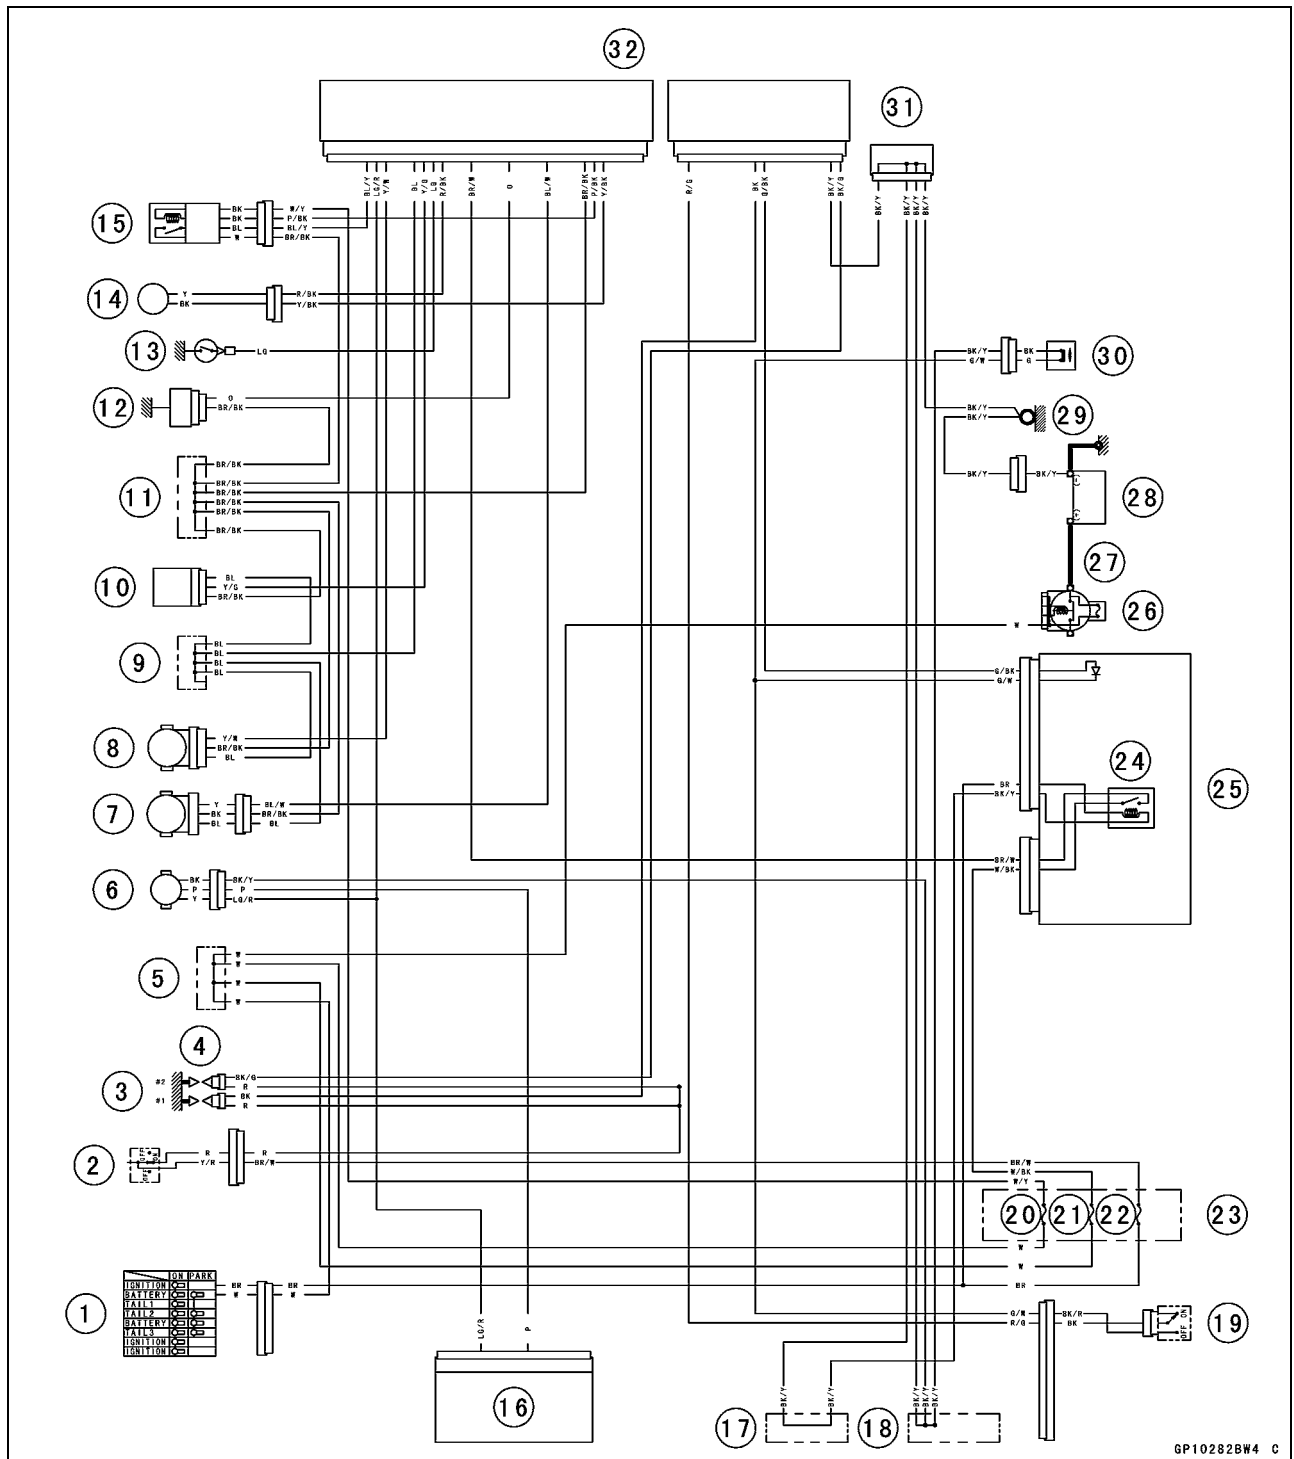 32
31
BL/Y
LG/R
Y/W
BL
Y/G
LG
R/BK
BR/W
O
BL/W
BR/BK
P/BK
Y/BK
R/G
BK
G/BK
BK/Y
BK/G
BK/Y
BK/Y
BK/Y
BK/Y
15
BK W/Y
BK P/BK
BL BL/Y
W BR/BK
14
Y R/BK
BK Y/BK
13
LG
BK/Y BK
G/W G
30
12
O
BR/BK
BK/Y
BK/Y
29
11
BR/BK
BR/BK
BR/BK
BR/BK
BR/BK
BR/BK
BK/Y BK/Y
(-)
(+)
28
27
10
BL
Y/G
BR/BK
26
W
9
BL
BL
BL
BL
G/BK
G/W
8
Y/W
BR/BK
BL
24
25
BR
BK/Y
7
Y BL/W
BK BR/BK
BL BL
BR/W
W/BK
6
BK BK/Y
P P
Y LG/R
5
W
W
W
W
4
3
#2
#1
BK/G
R
BK
R
2
OFF
ON
OFF
R R
Y/R BR/W
BR/W
W/BK
W/Y
20 21 22
23
W
W
BR
1
ON PARK
IGNITION
BATTERY
TAIL1
TAIL2
BATTERY
TAIL3
IGNITION
IGNITION
BR BR
W W
LG/R
P
G/W BK/R
R/G BK
OFF ON
19
16
BK/Y
BK/Y
17
BK/Y
BK/Y
BK/Y
18
GP10282BW4 C